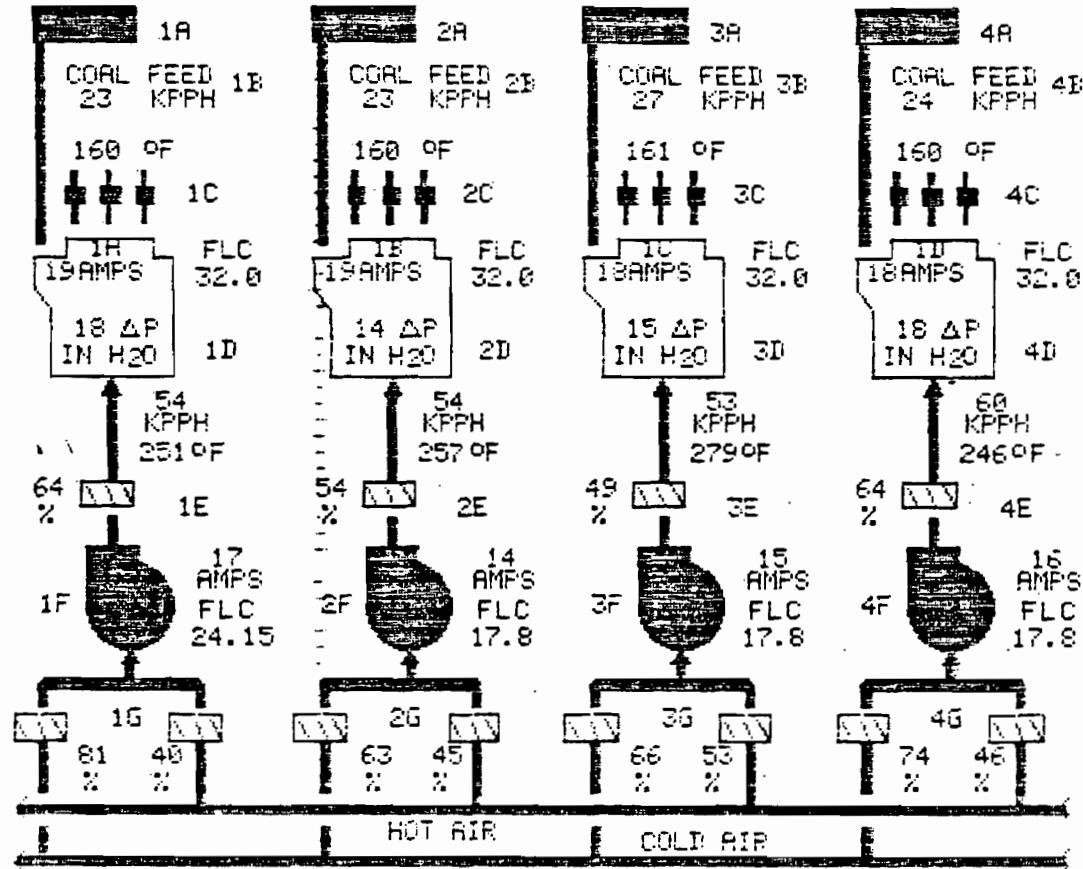 1A
COAL FEED 1B
23 KPPH
160 °F
1C
1A FLC
19AMPS 32.0
18 ΔP
IN H2O 1D
54
KPPH
251°F
64
% 1E
17
AMPS
1F FLC
24.15
1G
81 40
% %
2A
COAL FEED 2B
23 KPPH
160 °F
2C
1B FLC
19AMPS 32.0
14 ΔP
IN H2O 2D
54
KPPH
257°F
54
% 2E
14
AMPS
2F FLC
17.8
2G
63 45
% %
3A
COAL FEED 3B
27 KPPH
161 °F
3C
1C FLC
18AMPS 32.0
15 ΔP
IN H2O 3D
53
KPPH
279°F
49
% 3E
15
AMPS
3F FLC
17.8
3G
66 53
% %
4A
COAL FEED 4B
24 KPPH
160 °F
4C
1D FLC
18AMPS 32.0
18 ΔP
IN H2O 4D
60
KPPH
246°F
64
% 4E
16
AMPS
4F FLC
17.8
4G
74 46
% %
HOT AIR
COLD AIR